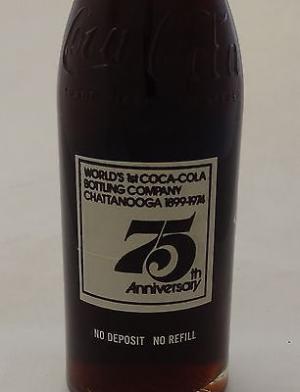 Coca-Cola
WORLD'S 1st COCA-COLA
BOTTLING COMPANY
CHATTANOOGA 1899-1974
75th
Anniversary
NO DEPOSIT NO REFILL